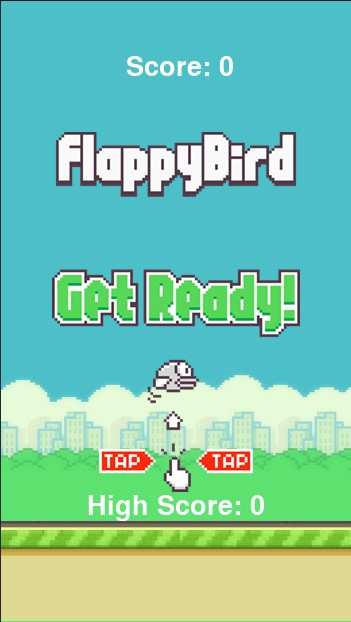 Score: 0
FlappyBird
Get Ready!
TAP TAP
High Score: 0